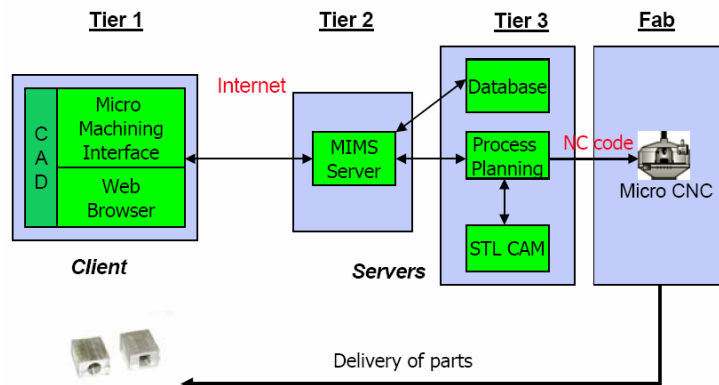 Tier 1
Tier 2
Tier 3
Fab
Internet
C
A
D
Micro
Machining
Interface
Web
Browser
MIMS
Server
Database
Process
Planning
NC code
Micro CNC
STL CAM
Client
Servers
Delivery of parts